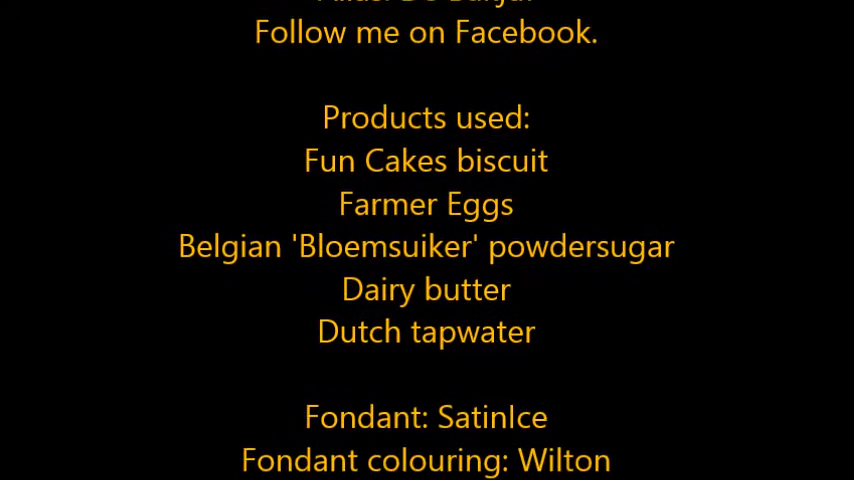 Follow me on Facebook.
Products used:
Fun Cakes biscuit
Farmer Eggs
Belgian 'Bloemsuiker' powdersugar
Dairy butter
Dutch tapwater
Fondant: SatinIce
Fondant colouring: Wilton